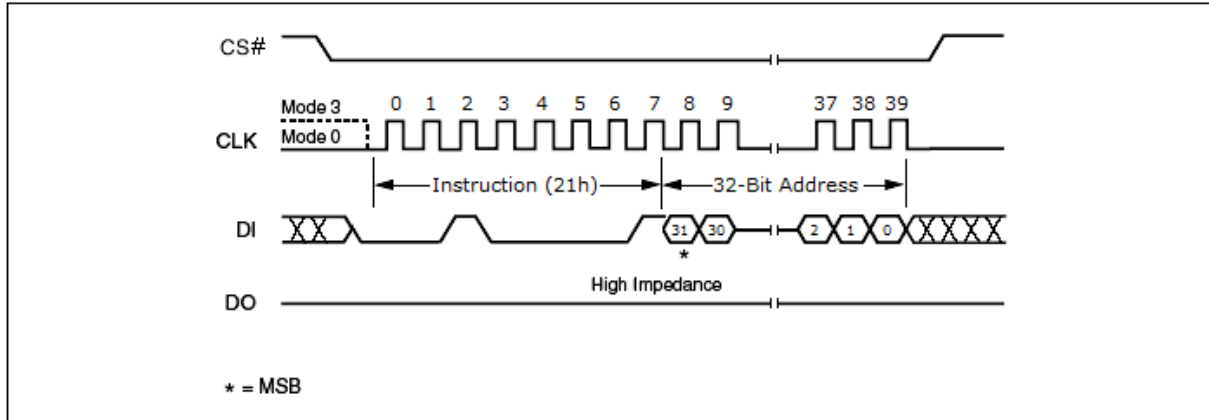 CS#
Mode 3 0 1 2 3 4 5 6 7 8 9 37 38 39
CLK Mode 0
Instruction (21h) 32-Bit Address
DI 31 30 2 1 0
*
High Impedance
DO
* = MSB